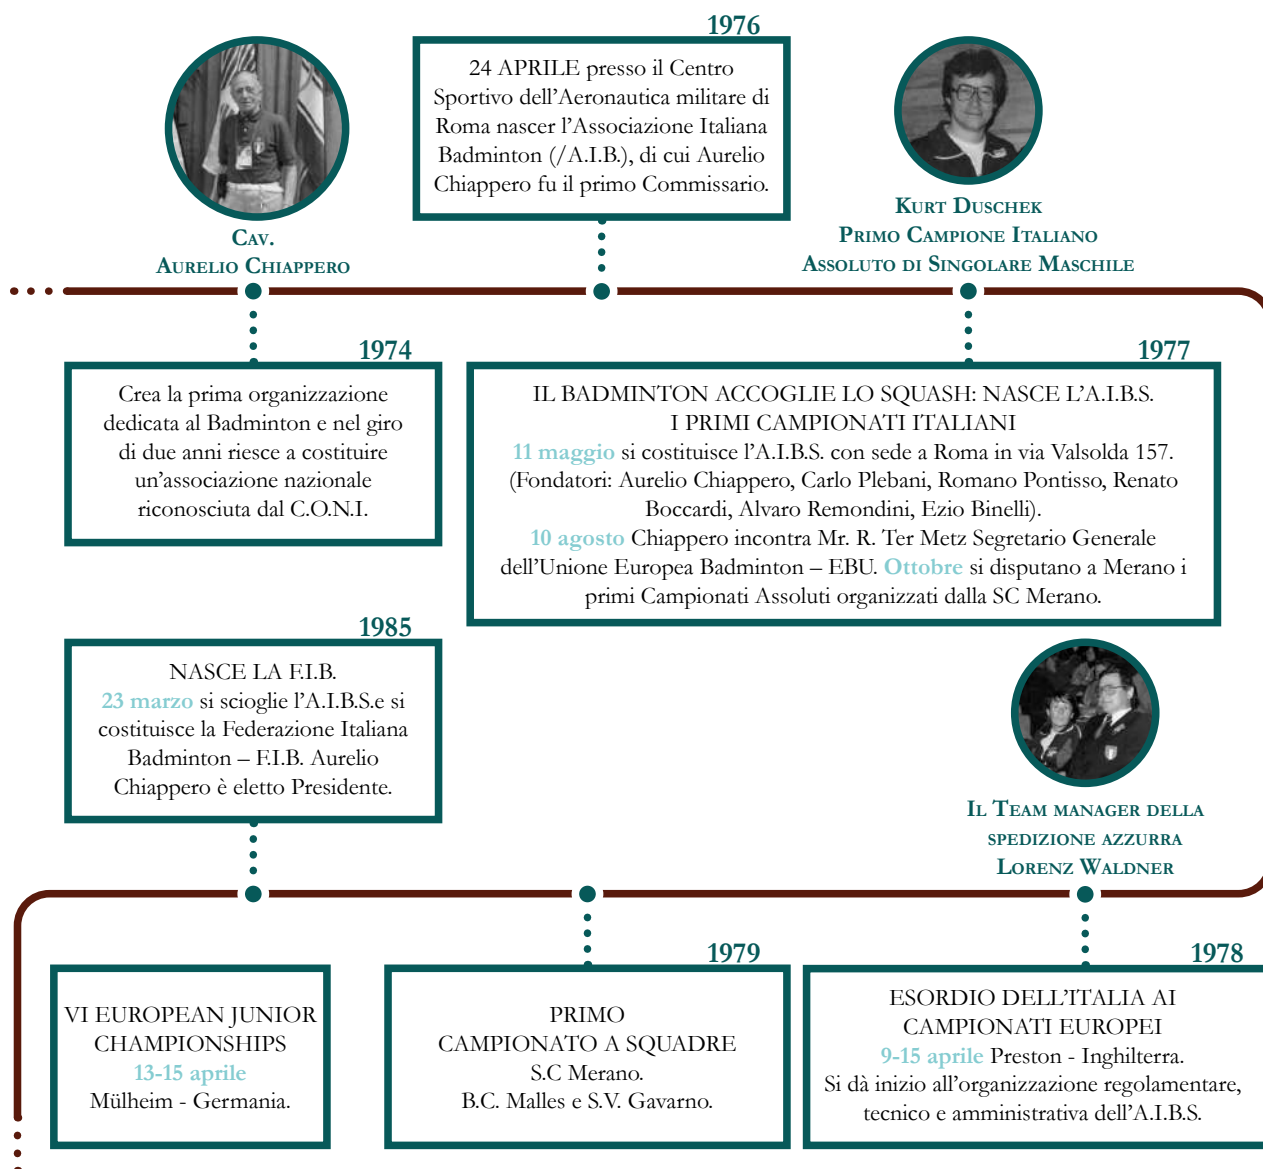 1976
24 APRILE presso il Centro
Sportivo dell'Aeronautica militare di
Roma nascer l'Associazione Italiana
Badminton (/A.I.B.), di cui Aurelio
Chiappero fu il primo Commissario.
Cav.
Aurelio Chiappero
Kurt Duschek
Primo Campione Italiano
Assoluto di Singolare Maschile
1974
Crea la prima organizzazione
dedicata al Badminton e nel giro
di due anni riesce a costituire
un'associazione nazionale
riconosciuta dal C.O.N.I.
1977
IL BADMINTON ACCOGLIE LO SQUASH: NASCE L'A.I.B.S.
I PRIMI CAMPIONATI ITALIANI
11 maggio si costituisce l'A.I.B.S. con sede a Roma in via Valsolda 157.
(Fondatori: Aurelio Chiappero, Carlo Plebani, Romano Pontisso, Renato
Boccardi, Alvaro Remondini, Ezio Binelli).
10 agosto Chiappero incontra Mr. R. Ter Metz Segretario Generale
dell'Unione Europea Badminton – EBU. Ottobre si disputano a Merano i
primi Campionati Assoluti organizzati dalla SC Merano.
1985
NASCE LA F.I.B.
23 marzo si scioglie l'A.I.B.S.e si
costituisce la Federazione Italiana
Badminton – F.I.B. Aurelio
Chiappero è eletto Presidente.
Il Team manager della
spedizione azzurra
Lorenz Waldner
VI EUROPEAN JUNIOR
CHAMPIONSHIPS
13-15 aprile
Mülheim - Germania.
1979
PRIMO
CAMPIONATO A SQUADRE
S.C Merano.
B.C. Malles e S.V. Gavarno.
1978
ESORDIO DELL'ITALIA AI
CAMPIONATI EUROPEI
9-15 aprile Preston - Inghilterra.
Si dà inizio all'organizzazione regolamentare,
tecnico e amministrativa dell'A.I.B.S.